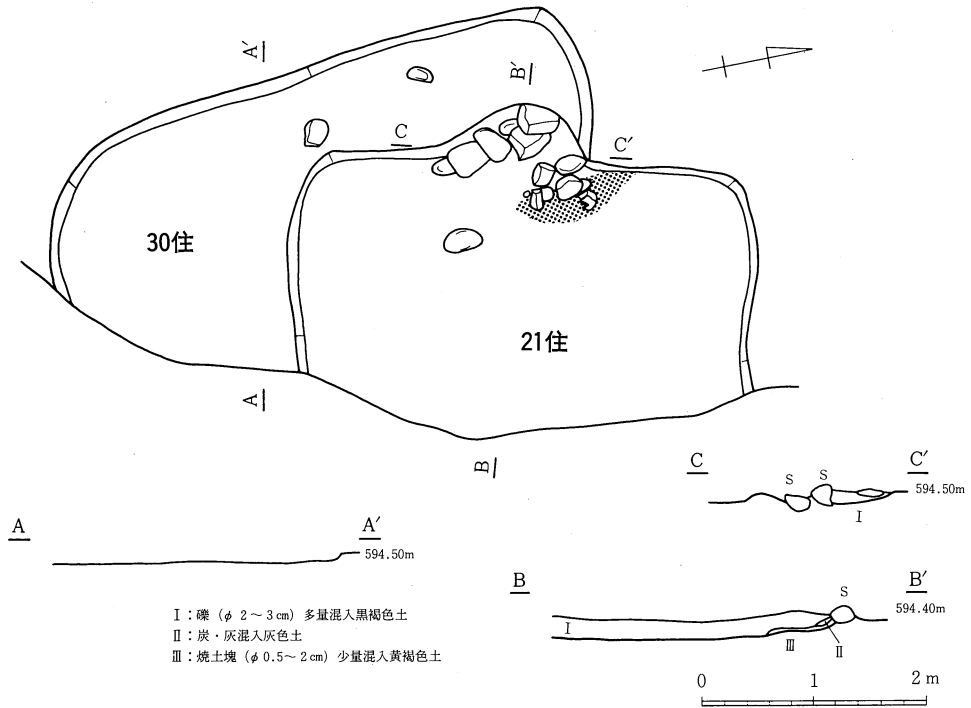 A′
B′
C
C′
30住
21住
A
B
C
C′
S
S
594.50m
I
A
A′
594.50m
B
B′
S
594.40m
I
III
II
I：礫（φ 2～3㎝）多量混入黒褐色土
II：炭・灰混入灰色土
III：焼土塊（φ 0.5～2㎝）少量混入黄褐色土
0 1 2 m